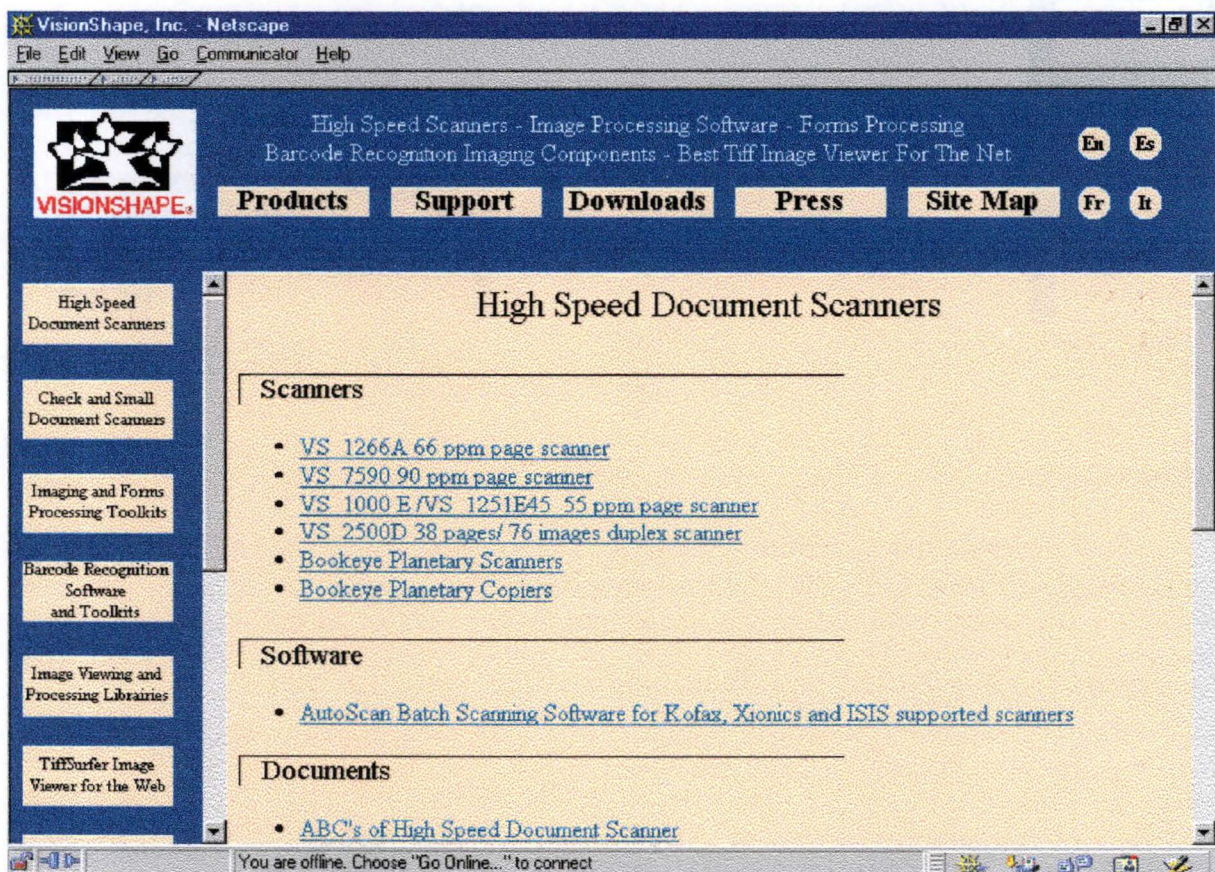 VisionShape, Inc. - Netscape
File Edit View Go Communicator Help
VISIONSHAPE®
High Speed Scanners - Image Processing Software - Forms Processing
Barcode Recognition Imaging Components - Best Tiff Image Viewer For The Net
En Es
Products Support Downloads Press Site Map Fr It
High Speed
Document Scanners
Check and Small
Document Scanners
Imaging and Forms
Processing Toolkits
Barcode Recognition
Software
and Toolkits
Image Viewing and
Processing Librairies
TiffSurfer Image
Viewer for the Web
High Speed Document Scanners
Scanners
• VS 1266A 66 ppm page scanner
• VS 7590 90 ppm page scanner
• VS 1000 E /VS 1251E45 55 ppm page scanner
• VS 2500D 38 pages/ 76 images duplex scanner
• Bookeye Planetary Scanners
• Bookeye Planetary Copiers
Software
• AutoScan Batch Scanning Software for Kofax, Xionics and ISIS supported scanners
Documents
• ABC's of High Speed Document Scanner
You are offline. Choose "Go Online..." to connect